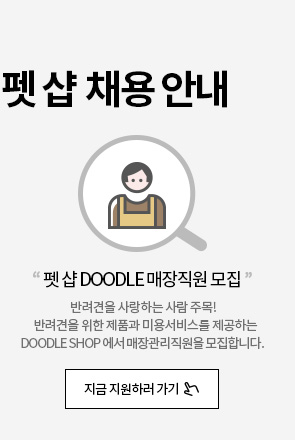 펫 샵 채용 안내
“ 펫 샵 DOODLE 매장직원 모집 ”
반려견을 사랑하는 사람 주목!
반려견을 위한 제품과 미용서비스를 제공하는
DOODLE SHOP 에서 매장관리직원을 모집합니다.
지금 지원하러 가기